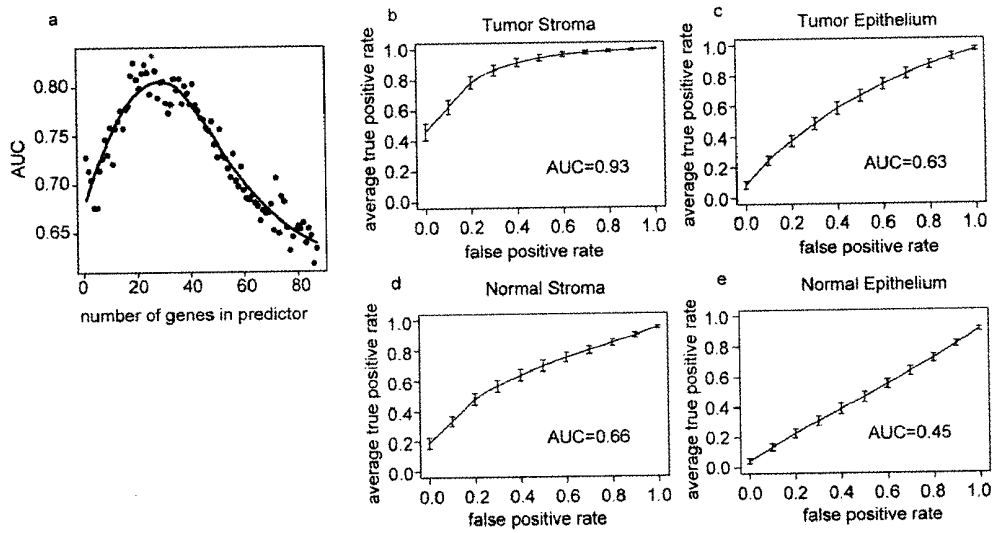 a
0.80
0.75
0.70
0.65
AUC
0 20 40 60 80
number of genes in predictor
b
Tumor Stroma
average true positive rate
1.0
0.8
0.6
0.4
0.2
0.0
AUC=0.93
0.0 0.2 0.4 0.6 0.8 1.0
false positive rate
c
Tumor Epithelium
average true positive rate
1.0
0.8
0.6
0.4
0.2
0.0
AUC=0.63
0.0 0.2 0.4 0.6 0.8 1.0
false positive rate
d
Normal Stroma
average true positive rate
1.0
0.8
0.6
0.4
0.2
0.0
AUC=0.66
0.0 0.2 0.4 0.6 0.8 1.0
false positive rate
e
Normal Epithelium
average true positive rate
1.0
0.8
0.6
0.4
0.2
0.0
AUC=0.45
0.0 0.2 0.4 0.6 0.8 1.0
false positive rate